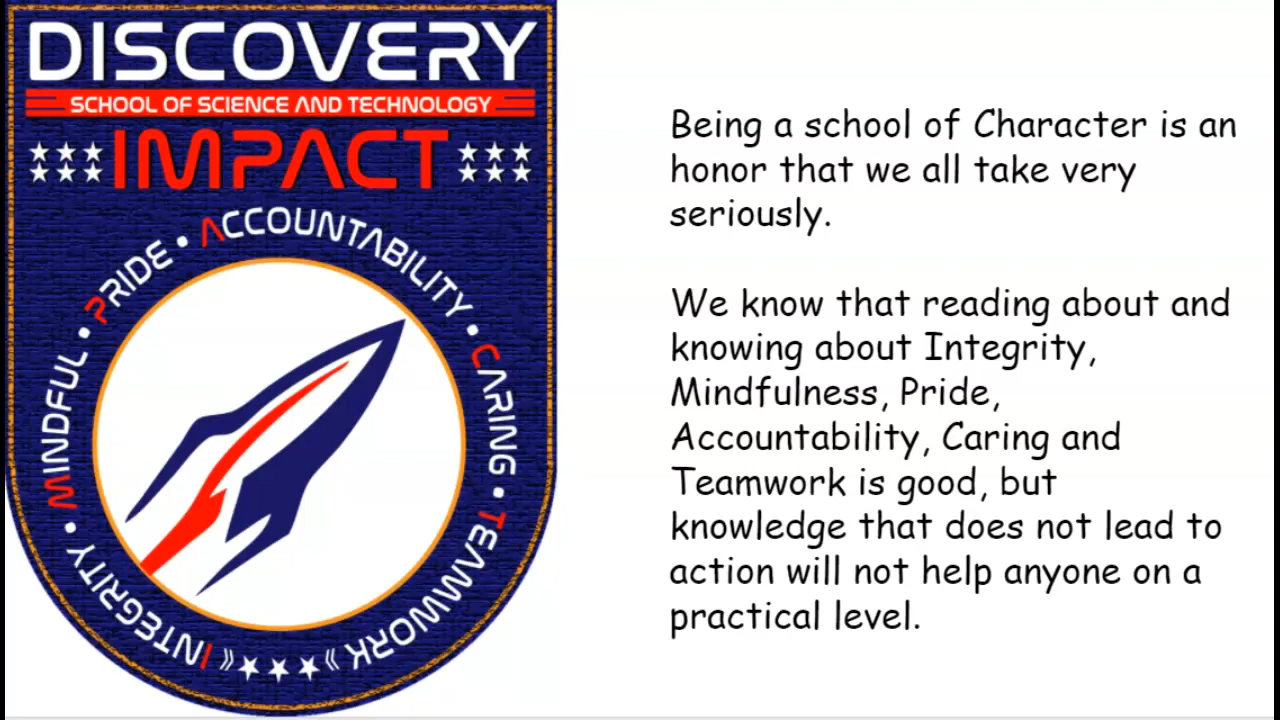 DISCOVERY
SCHOOL OF SCIENCE AND TECHNOLOGY
IMPACT
INTEGRITY • MINDFUL • PRIDE • ACCOUNTABILITY • CARING • TEAMWORK
Being a school of Character is an
honor that we all take very
seriously.
We know that reading about and
knowing about Integrity,
Mindfulness, Pride,
Accountability, Caring and
Teamwork is good, but
knowledge that does not lead to
action will not help anyone on a
practical level.